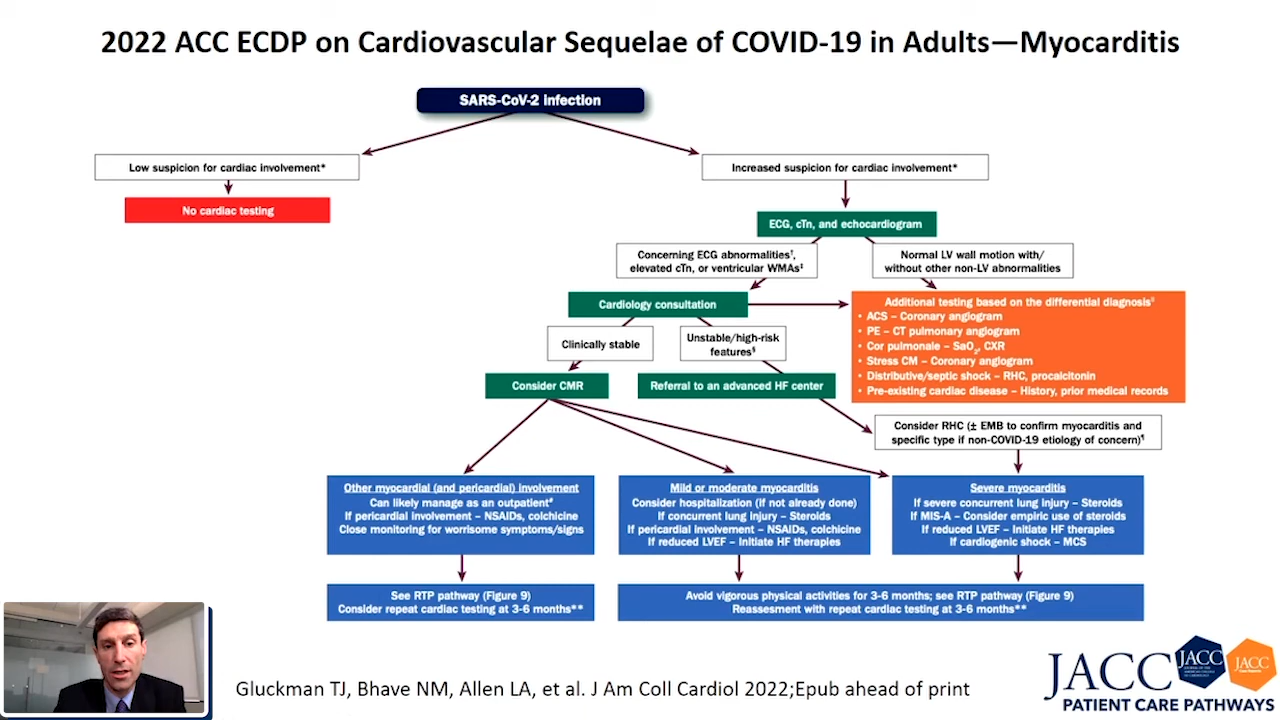 2022 ACC ECDP on Cardiovascular Sequelae of COVID-19 in Adults—Myocarditis
SARS-CoV-2 infection
Low suspicion for cardiac involvement*
Increased suspicion for cardiac involvement*
No cardiac testing
ECG, cTn, and echocardiogram
Concerning ECG abnormalities†,
elevated cTn, or ventricular WMAs‡
Normal LV wall motion with/
without other non-LV abnormalities
Cardiology consultation
Additional testing based on the differential diagnosis
• ACS – Coronary angiogram
• PE – CT pulmonary angiogram
• Cor pulmonale – SaO2, CXR
• Stress CM – Coronary angiogram
• Distributive/septic shock – RHC, procalcitonin
• Pre-existing cardiac disease – History, prior medical records
Clinically stable
Unstable/high-risk
features§
Consider CMR
Referral to an advanced HF center
Consider RHC (± EMB to confirm myocarditis and
specific type if non-COVID-19 etiology of concern)¶
Other myocardial (and pericardial) involvement
Can likely manage as an outpatient#
If pericardial involvement – NSAIDs, colchicine
Close monitoring for worrisome symptoms/signs
Mild or moderate myocarditis
Consider hospitalization (if not already done)
If concurrent lung injury – Steroids
If pericardial involvement – NSAIDs, colchicine
If reduced LVEF – Initiate HF therapies
Severe myocarditis
If severe concurrent lung injury – Steroids
If MIS-A – Consider empiric use of steroids
If reduced LVEF – Initiate HF therapies
If cardiogenic shock – MCS
See RTP pathway (Figure 9)
Consider repeat cardiac testing at 3-6 months**
Avoid vigorous physical activities for 3-6 months; see RTP pathway (Figure 9)
Reassesment with repeat cardiac testing at 3-6 months**
Gluckman TJ, Bhave NM, Allen LA, et al. J Am Coll Cardiol 2022;Epub ahead of print
JACC
JACC
JACC
PATIENT CARE PATHWAYS